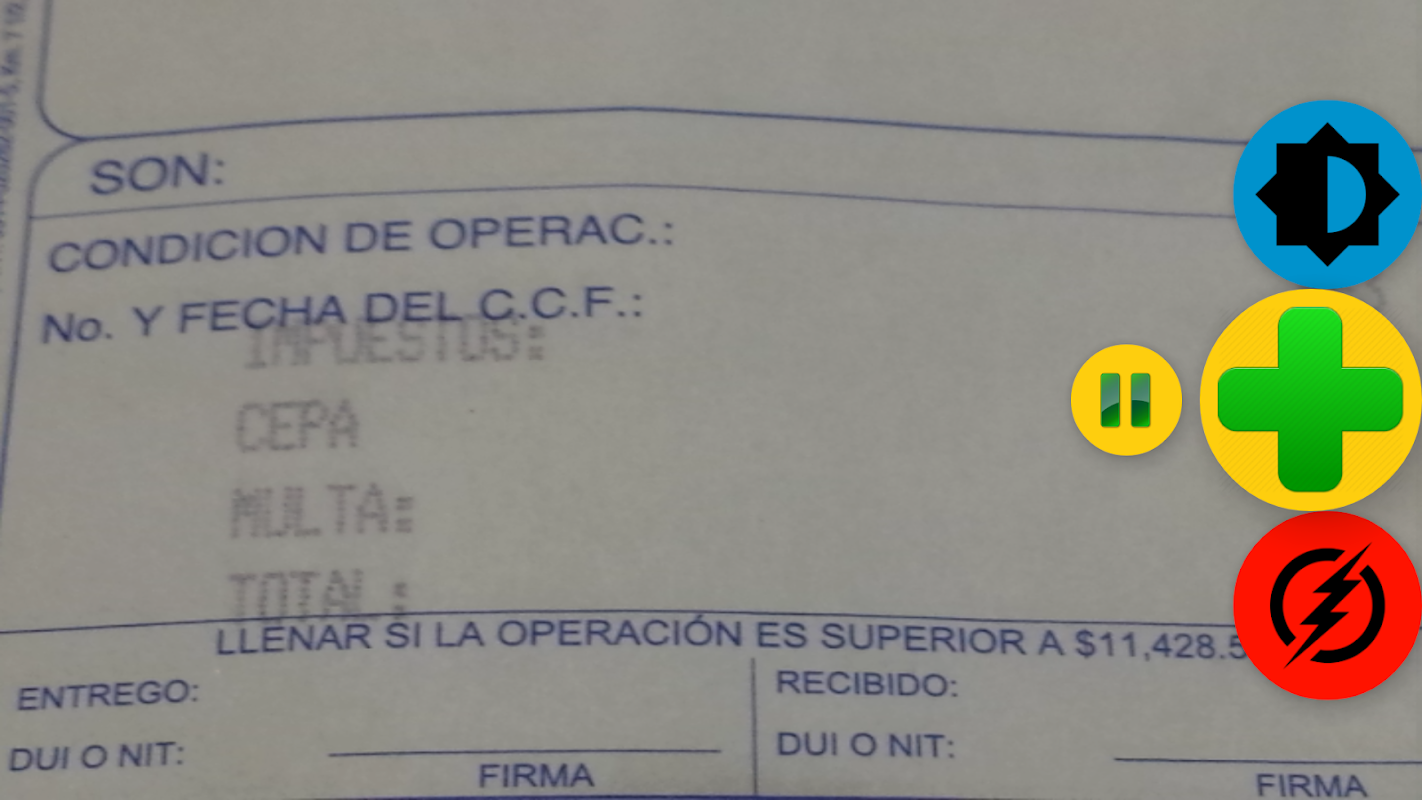 SON:
CONDICION DE OPERAC.:
No. Y FECHA DEL C.C.F.:
IMPUESTOS:
CEPA
MULTA:
TOTAL:
LLENAR SI LA OPERACIÓN ES SUPERIOR A $11,428.5
ENTREGO:
RECIBIDO:
DUI O NIT:
DUI O NIT:
FIRMA
FIRMA